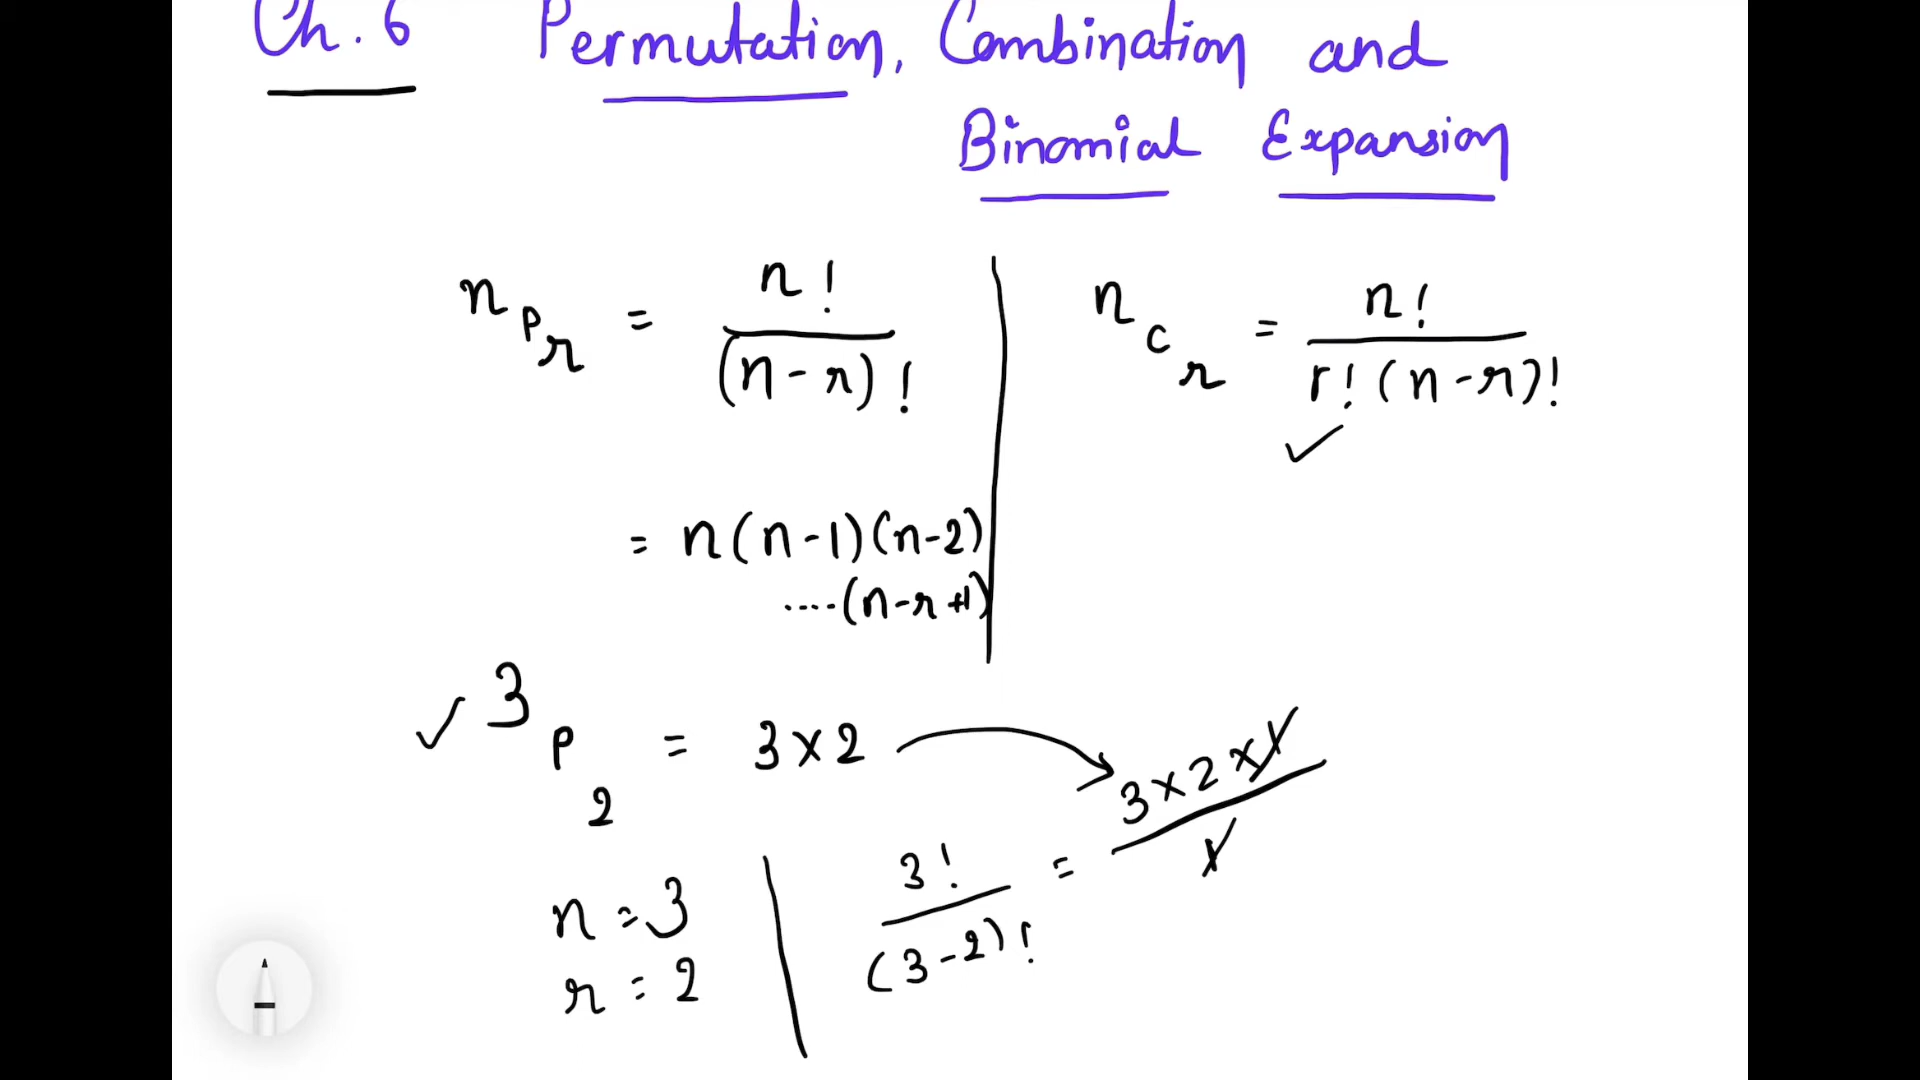 Ch. 6 Permutation, Combination and
Binomial Expansion
nPr = n! / (n-r)!
= n(n-1)(n-2)
....(n-r+1)
nCr = n! / r!(n-r)!
✓
✓ 3P2 = 3×2 → 3×2×1 / 1
n=3
r=2
3! / (3-2)! =